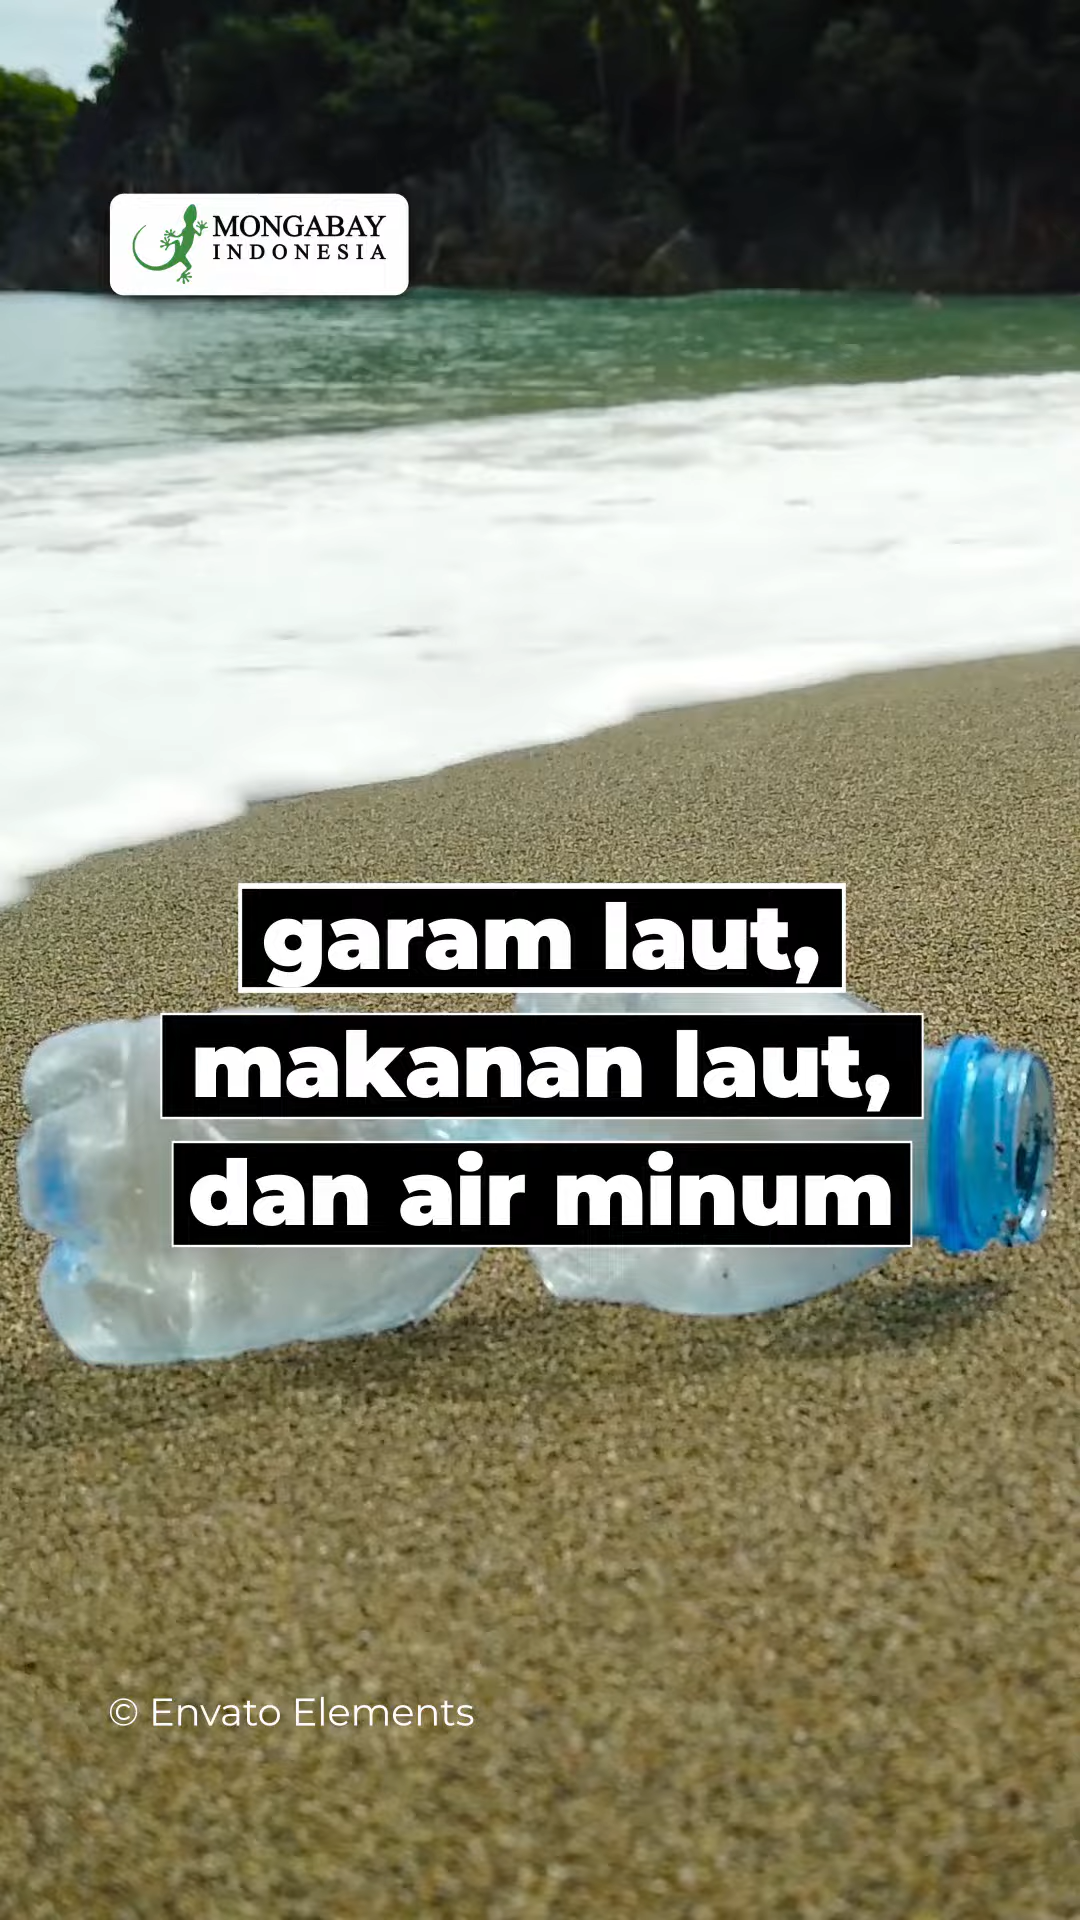 MONGABAY
INDONESIA
garam laut,
makanan laut,
dan air minum
© Envato Elements